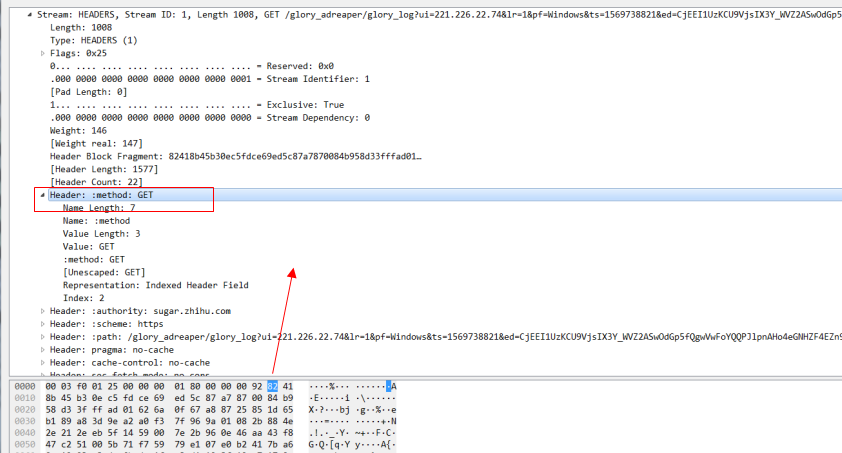 Stream: HEADERS, Stream ID: 1, Length 1008, GET /glory_adreaper/glory_log?ui=221.226.22.74&lr=1&pf=Windows&ts=1569738821&ed=CjEEI1UzKCU9VjsIX3Y_WVZ2ASwOdGp5
Length: 1008
Type: HEADERS (1)
Flags: 0x25
0... .... .... .... .... .... .... .... = Reserved: 0x0
.000 0000 0000 0000 0000 0000 0000 0001 = Stream Identifier: 1
[Pad Length: 0]
1... .... .... .... .... .... .... .... = Exclusive: True
.000 0000 0000 0000 0000 0000 0000 0000 = Stream Dependency: 0
Weight: 146
[Weight real: 147]
Header Block Fragment: 82418b45b30ec5fdce69ed5c87a7870084b958d33fffad01…
[Header Length: 1577]
[Header Count: 22]
Header: :method: GET
Name Length: 7
Name: :method
Value Length: 3
Value: GET
:method: GET
[Unescaped: GET]
Representation: Indexed Header Field
Index: 2
Header: :authority: sugar.zhihu.com
Header: :scheme: https
Header: :path: /glory_adreaper/glory_log?ui=221.226.22.74&lr=1&pf=Windows&ts=1569738821&ed=CjEEI1UzKCU9VjsIX3Y_WVZ2ASwOdGp5fQgwVwFoYQQPJlpnAHo4eGNHZF4EZnS
Header: pragma: no-cache
Header: cache-control: no-cache
0000 00 03 f0 01 25 00 00 00 01 80 00 00 00 92 82 41 ····%··· ·······A
0010 8b 45 b3 0e c5 fd ce 69 ed 5c 87 a7 87 00 84 b9 ·E·····i ·\······
0020 58 d3 3f ff ad 01 62 6a 0f 67 a8 87 25 85 1d 65 X·?···bj ·g··%··e
0030 b1 89 a8 3d 9e a2 a0 f3 7f 96 9a 01 08 2b 88 4e ···=···· ·····+·N
0040 2e 21 2e eb 5f 14 59 00 7e 2b 96 0e 46 aa 43 f8 .!.·_·Y· ~+··F·C·
0050 47 c2 51 00 5b 71 f7 59 79 e1 07 e0 b2 41 7b a6 G·Q·[q·Y y····A{·